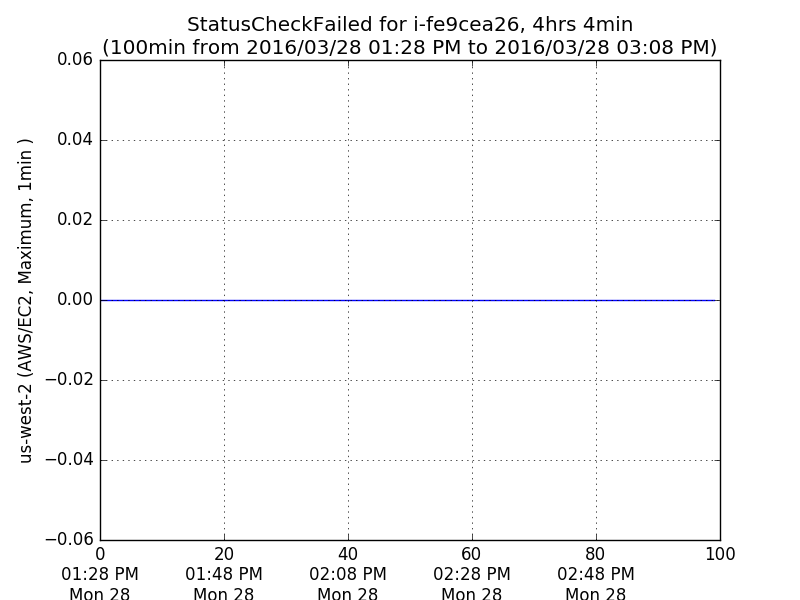 StatusCheckFailed for i-fe9cea26, 4hrs 4min
(100min from 2016/03/28 01:28 PM to 2016/03/28 03:08 PM)
us-west-2 (AWS/EC2, Maximum, 1min )
0.06
0.04
0.02
0.00
−0.02
−0.04
−0.06
0 20 40 60 80 100
01:28 PM 01:48 PM 02:08 PM 02:28 PM 02:48 PM
Mon 28 Mon 28 Mon 28 Mon 28 Mon 28